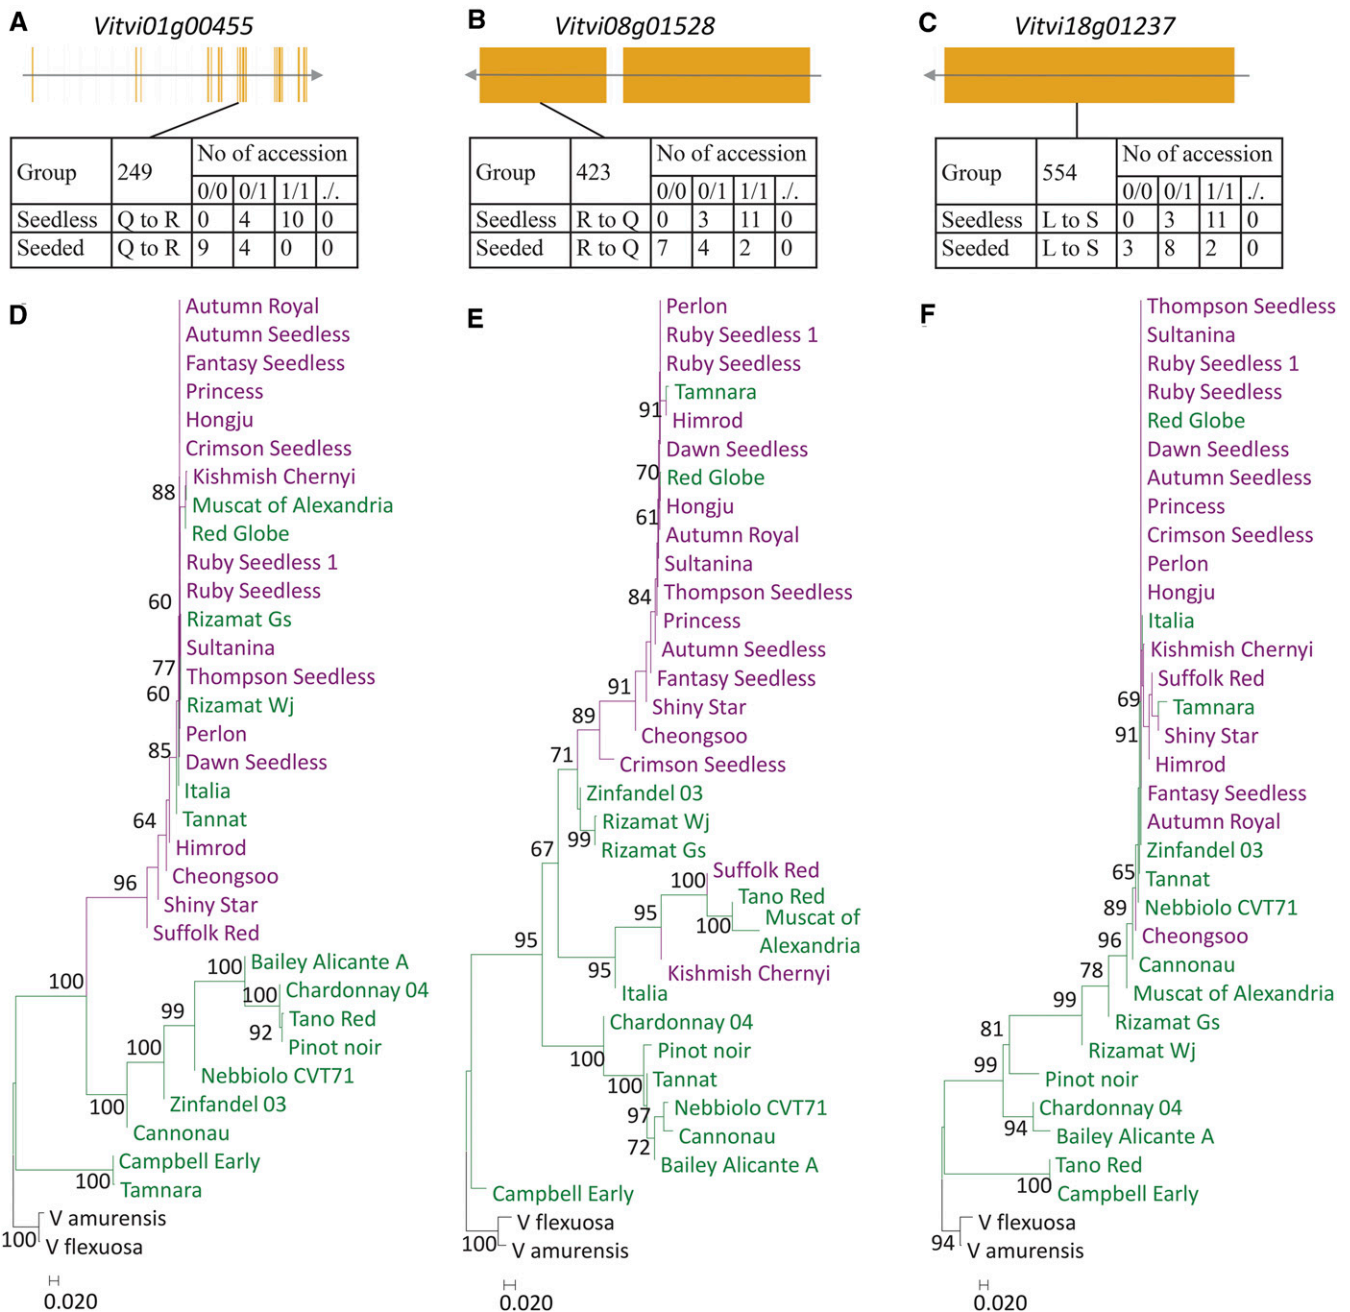 A
Vitvi01g00455
Group 249 No of accession
0/0 0/1 1/1 ./.
Seedless Q to R 0 4 10 0
Seeded Q to R 9 4 0 0
B
Vitvi08g01528
Group 423 No of accession
0/0 0/1 1/1 ./.
Seedless R to Q 0 3 11 0
Seeded R to Q 7 4 2 0
C
Vitvi18g01237
Group 554 No of accession
0/0 0/1 1/1 ./.
Seedless L to S 0 3 11 0
Seeded L to S 3 8 2 0
D
Autumn Royal
Autumn Seedless
Fantasy Seedless
Princess
Hongju
Crimson Seedless
Kishmish Chernyi
88
Muscat of Alexandria
Red Globe
Ruby Seedless 1
Ruby Seedless
60
Rizamat Gs
Sultanina
77
Thompson Seedless
60
Rizamat Wj
Perlon
85
Dawn Seedless
Italia
Tannat
64
Himrod
Cheongsoo
96
Shiny Star
Suffolk Red
Bailey Alicante A
100
100
Chardonnay 04
100
Tano Red
99
92
Pinot noir
100
Nebbiolo CVT71
Zinfandel 03
100
Cannonau
Campbell Early
100
Tamnara
V amurensis
100
V flexuosa
0.020
E
Perlon
Ruby Seedless 1
Ruby Seedless
Tamnara
91
Himrod
Dawn Seedless
70
Red Globe
Hongju
61
Autumn Royal
Sultanina
Thompson Seedless
84
Princess
Autumn Seedless
Fantasy Seedless
91
Shiny Star
89
Cheongsoo
71
Crimson Seedless
Zinfandel 03
Rizamat Wj
99
67
Rizamat Gs
Suffolk Red
100
Tano Red
95
Muscat of
100
95
Alexandria
95
Kishmish Chernyi
Italia
Chardonnay 04
100
Pinot noir
Tannat
100
Nebbiolo CVT71
97
Cannonau
72
Bailey Alicante A
Campbell Early
V flexuosa
100
V amurensis
0.020
F
Thompson Seedless
Sultanina
Ruby Seedless 1
Ruby Seedless
Red Globe
Dawn Seedless
Autumn Seedless
Princess
Crimson Seedless
Perlon
Hongju
Italia
Kishmish Chernyi
Suffolk Red
69
Tamnara
91
Shiny Star
Himrod
Fantasy Seedless
Autumn Royal
Zinfandel 03
65
Tannat
89
Nebbiolo CVT71
96
Cheongsoo
78
Cannonau
99
Muscat of Alexandria
81
Rizamat Gs
Rizamat Wj
99
Pinot noir
Chardonnay 04
94
Bailey Alicante A
Tano Red
100
Campbell Early
V flexuosa
94
V amurensis
0.020